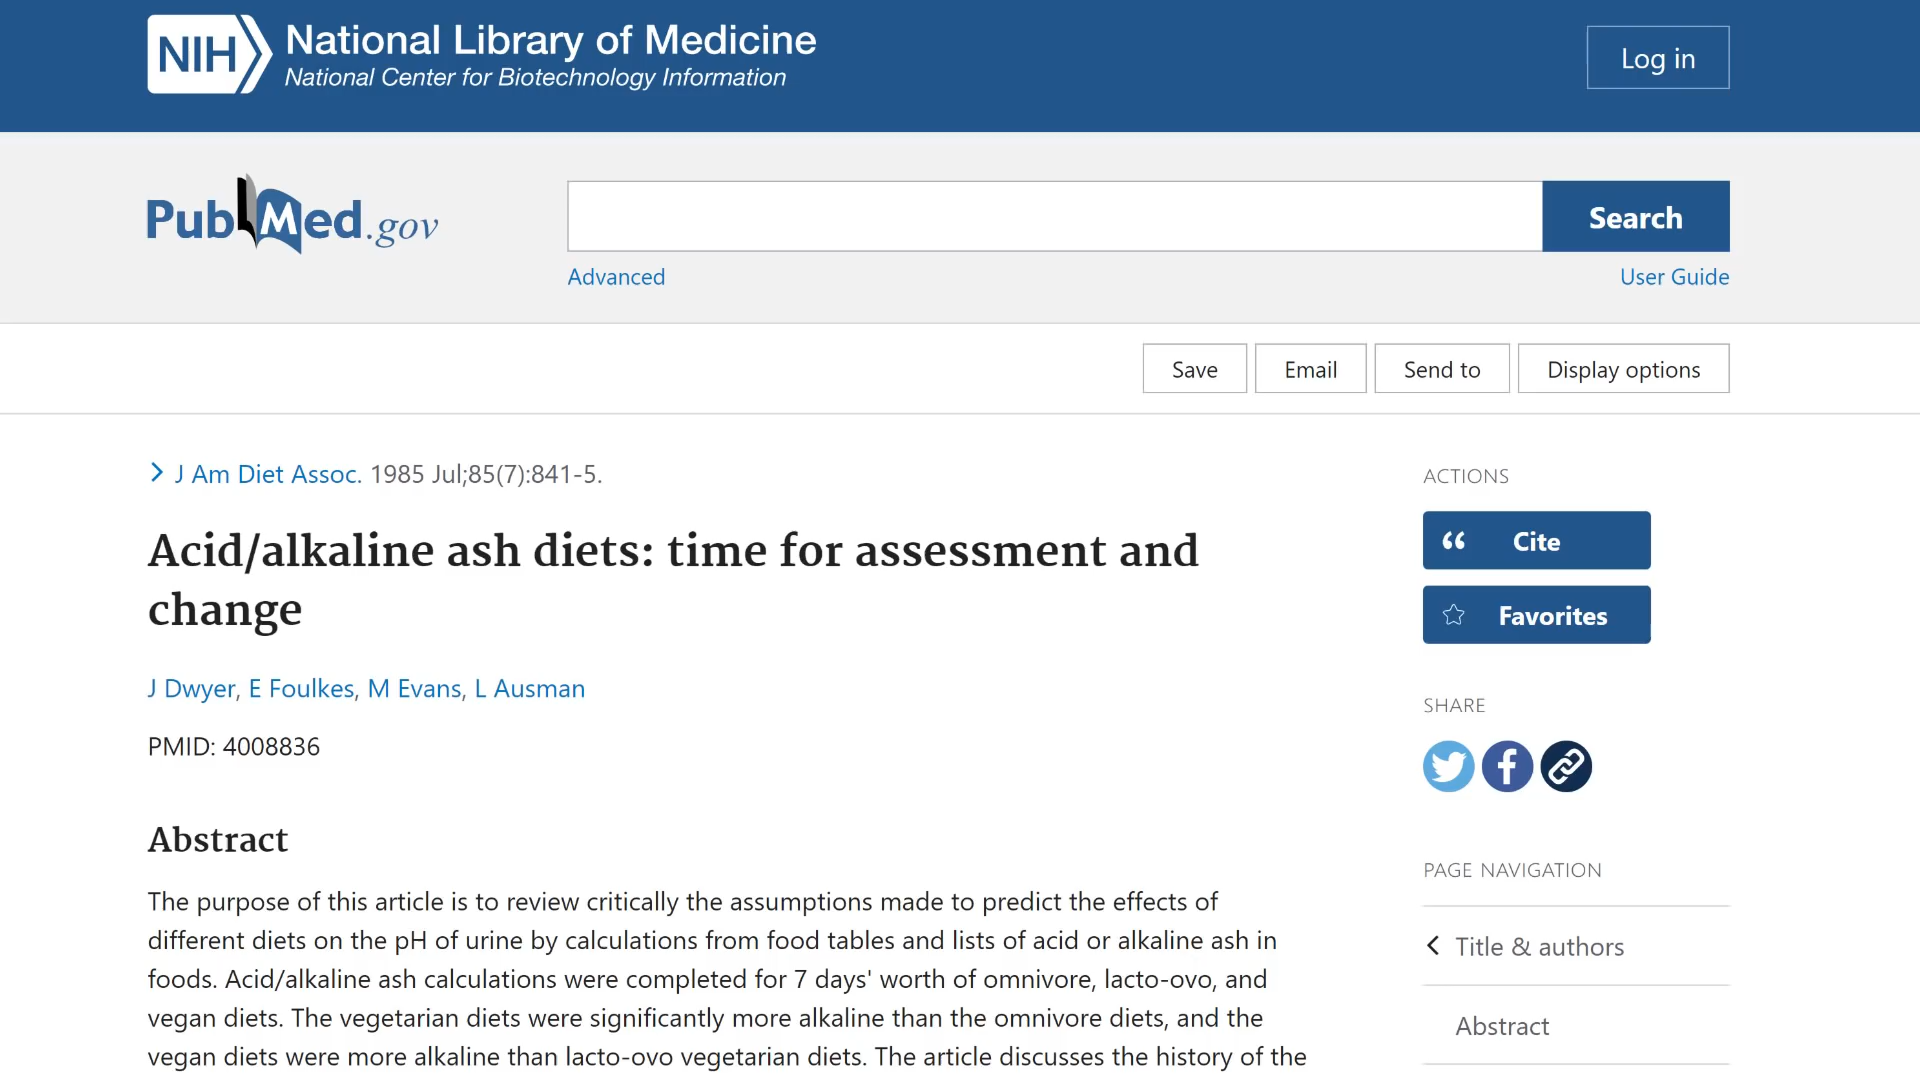 NIH National Library of Medicine
National Center for Biotechnology Information
Log in
PubMed.gov
Search
Advanced
User Guide
Save
Email
Send to
Display options
J Am Diet Assoc. 1985 Jul;85(7):841-5.
Acid/alkaline ash diets: time for assessment and
change
J Dwyer, E Foulkes, M Evans, L Ausman
PMID: 4008836
Abstract
The purpose of this article is to review critically the assumptions made to predict the effects of
different diets on the pH of urine by calculations from food tables and lists of acid or alkaline ash in
foods. Acid/alkaline ash calculations were completed for 7 days' worth of omnivore, lacto-ovo, and
vegan diets. The vegetarian diets were significantly more alkaline than the omnivore diets, and the
vegan diets were more alkaline than lacto-ovo vegetarian diets. The article discusses the history of the
ACTIONS
Cite
Favorites
SHARE
PAGE NAVIGATION
Title & authors
Abstract